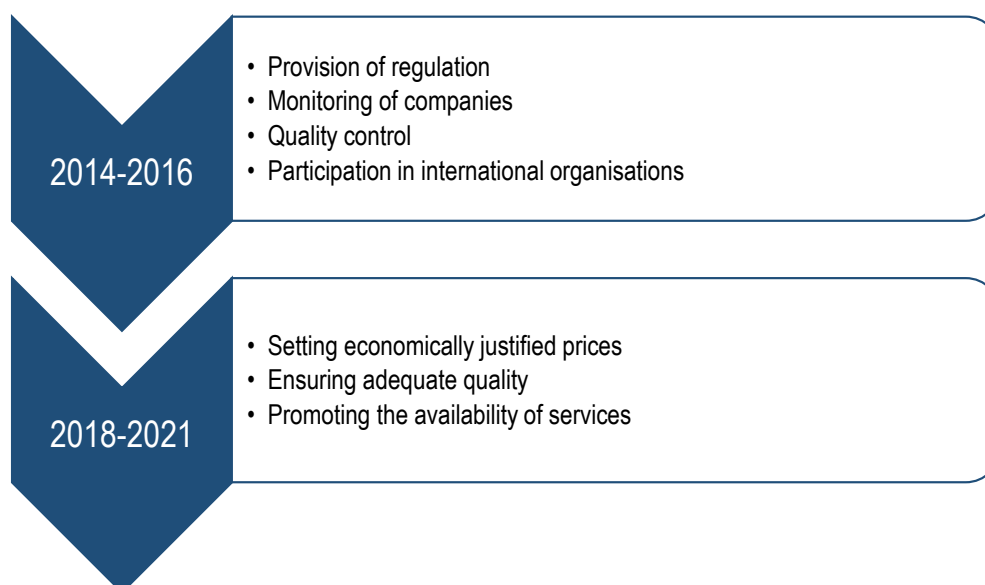 2014-2016
• Provision of regulation
• Monitoring of companies
• Quality control
• Participation in international organisations
2018-2021
• Setting economically justified prices
• Ensuring adequate quality
• Promoting the availability of services